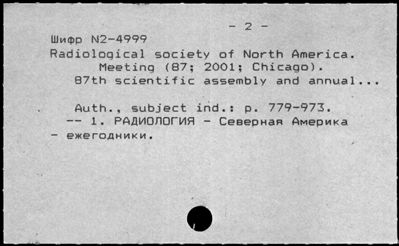 - 2 -
Шифр N2-4999
Radiological society of North America.
Meeting (87; 2001; Chicago).
87th scientific assembly and annual...
Auth., subject ind.: p. 779-973.
-- 1. РАДИОЛОГИЯ - Северная Америка
- ежегодники.